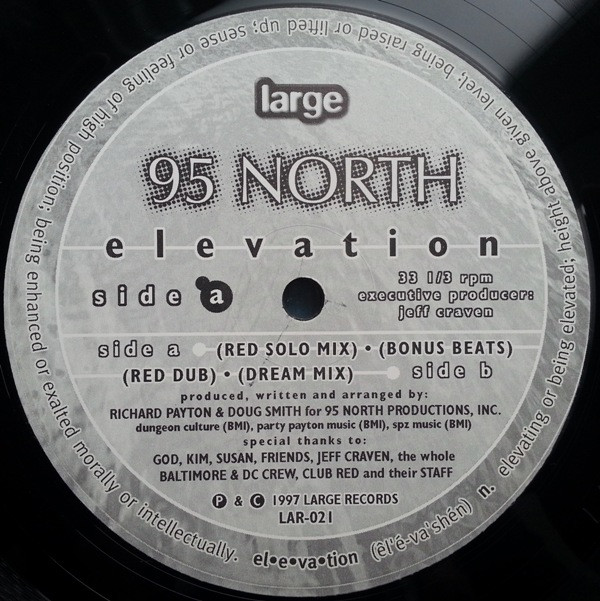 large
95 NORTH
elevation
side a
33 1/3 rpm
executive producer:
jeff craven
side a (RED SOLO MIX) • (BONUS BEATS)
(RED DUB) • (DREAM MIX) side b
produced, written and arranged by:
RICHARD PAYTON & DOUG SMITH for 95 NORTH PRODUCTIONS, INC.
dungeon culture (BMI), party payton music (BMI), spz music (BMI)
special thanks to:
GOD, KIM, SUSAN, FRIENDS, JEFF CRAVEN, the whole
BALTIMORE & DC CREW, CLUB RED and their STAFF
Ⓟ & © 1997 LARGE RECORDS
LAR-021
el•e•va•tion (êl'é-va'shén) n. elevating or being elevated; height above given level; being raised or lifted up; sense or feeling of high position; being enhanced or exalted morally or intellectually.